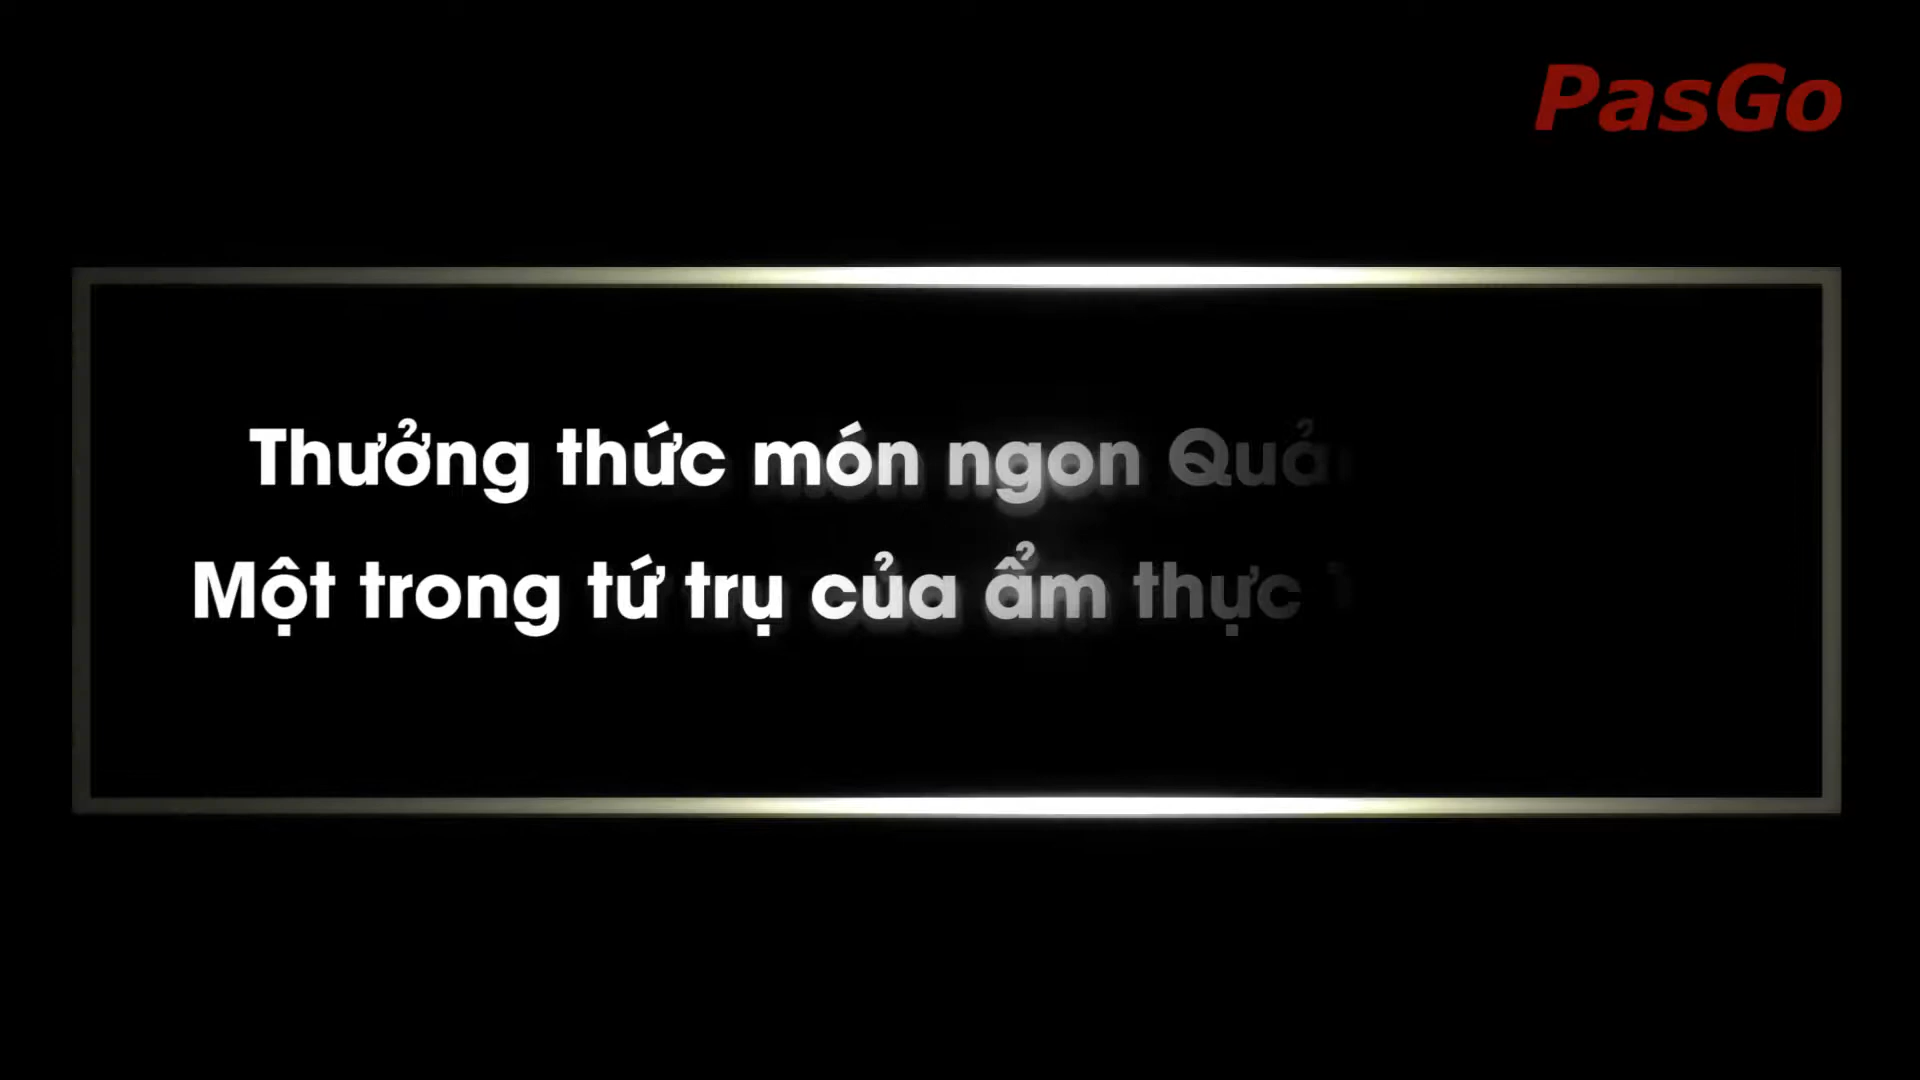 PasGo
Thưởng thức món ngon
Một trong tứ trụ của ẩm thực